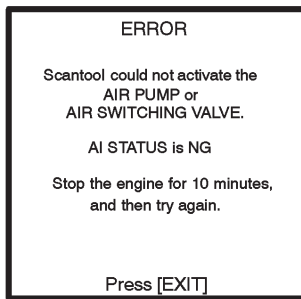 ERROR
Scantool could not activate the
AIR PUMP or
AIR SWITCHING VALVE.
AI STATUS is NG
Stop the engine for 10 minutes,
and then try again.
Press [EXIT]